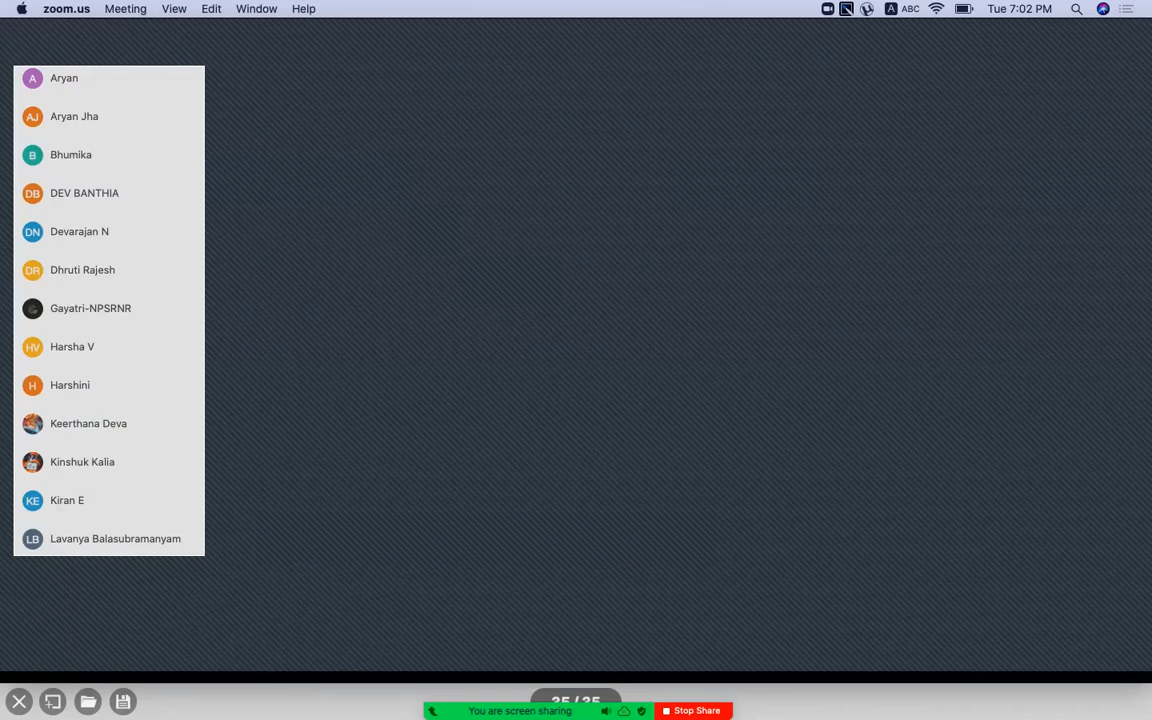 zoom.us Meeting View Edit Window Help A ABC Tue 7:02 PM
A Aryan
AJ Aryan Jha
B Bhumika
DB DEV BANTHIA
DN Devarajan N
DR Dhruti Rajesh
G Gayatri-NPSRNR
HV Harsha V
H Harshini
Keerthana Deva
Kinshuk Kalia
KE Kiran E
LB Lavanya Balasubramanyam
35 / 35
You are screen sharing Stop Share